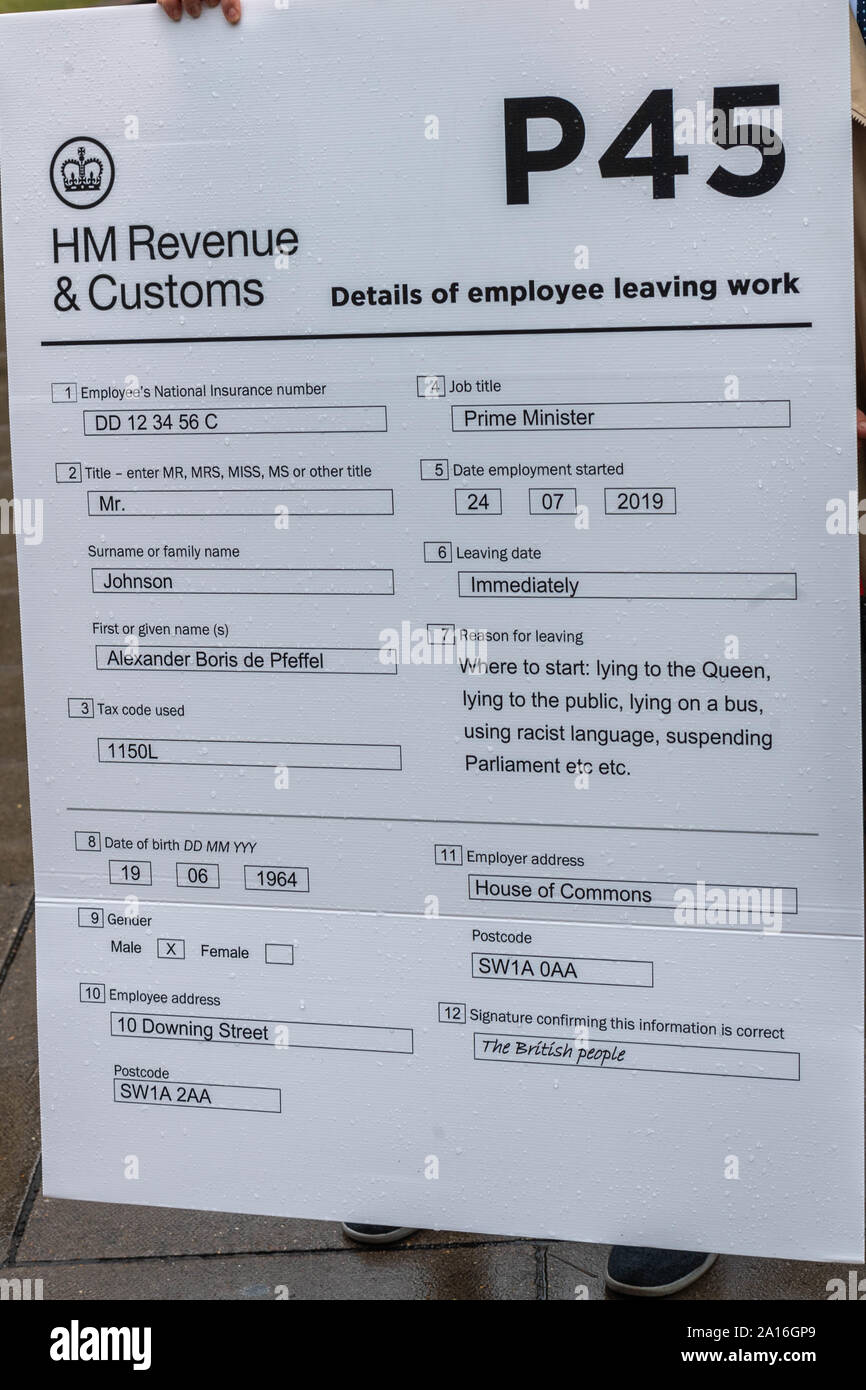 P45
HM Revenue
& Customs
Details of employee leaving work
1 Employee's National Insurance number
DD 12 34 56 C
2 Title – enter MR, MRS, MISS, MS or other title
Mr.
Surname or family name
Johnson
First or given name (s)
Alexander Boris de Pfeffel
3 Tax code used
1150L
4 Job title
Prime Minister
5 Date employment started
24 07 2019
6 Leaving date
Immediately
7 Reason for leaving
Where to start: lying to the Queen,
lying to the public, lying on a bus,
using racist language, suspending
Parliament etc etc.
8 Date of birth DD MM YYY
19 06 1964
9 Gender
Male X Female
10 Employee address
10 Downing Street
Postcode
SW1A 2AA
11 Employer address
House of Commons
Postcode
SW1A 0AA
12 Signature confirming this information is correct
The British people
alamy
a
alamy
Image ID: 2A16GP9
www.alamy.com